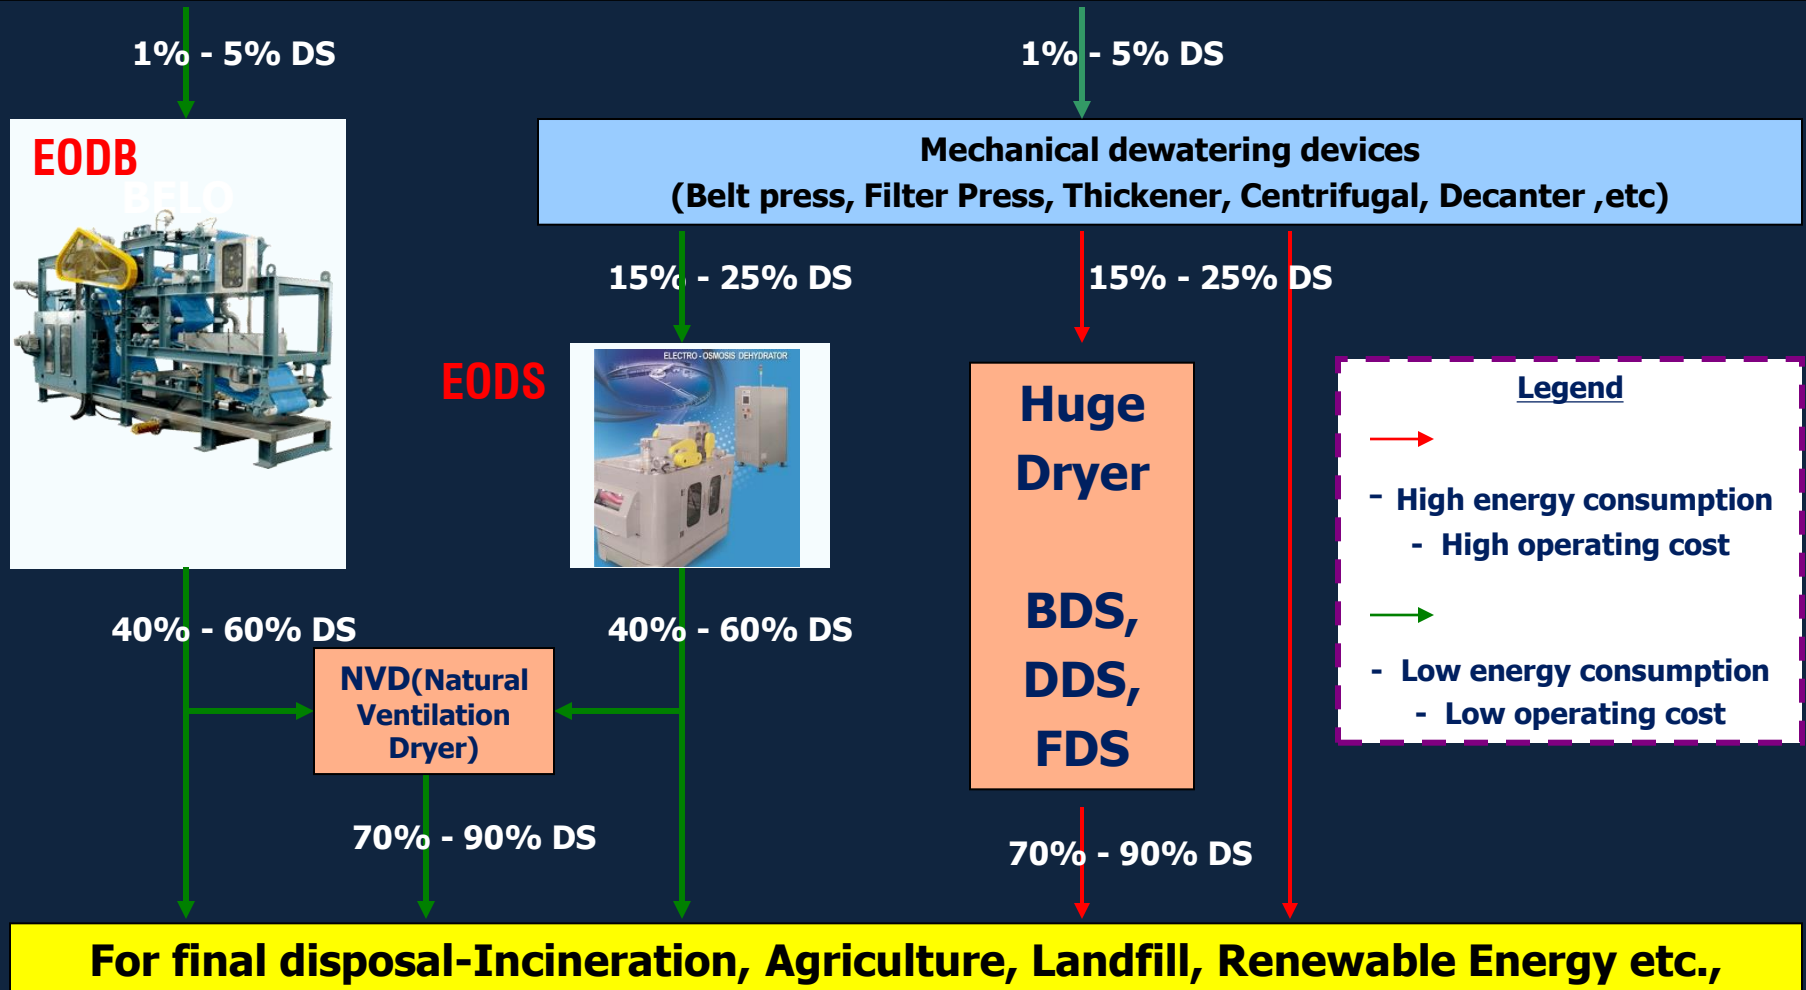 1% - 5% DS
1% - 5% DS
EODB
BELO
Mechanical dewatering devices
(Belt press, Filter Press, Thickener, Centrifugal, Decanter ,etc)
15% - 25% DS
15% - 25% DS
ELECTRO - OSMOSIS DEHYDRATOR
EODS
Huge
Dryer
BDS,
DDS,
FDS
Legend
- High energy consumption
- High operating cost
- Low energy consumption
- Low operating cost
40% - 60% DS
40% - 60% DS
NVD(Natural
Ventilation
Dryer)
70% - 90% DS
70% - 90% DS
For final disposal-Incineration, Agriculture, Landfill, Renewable Energy etc.,